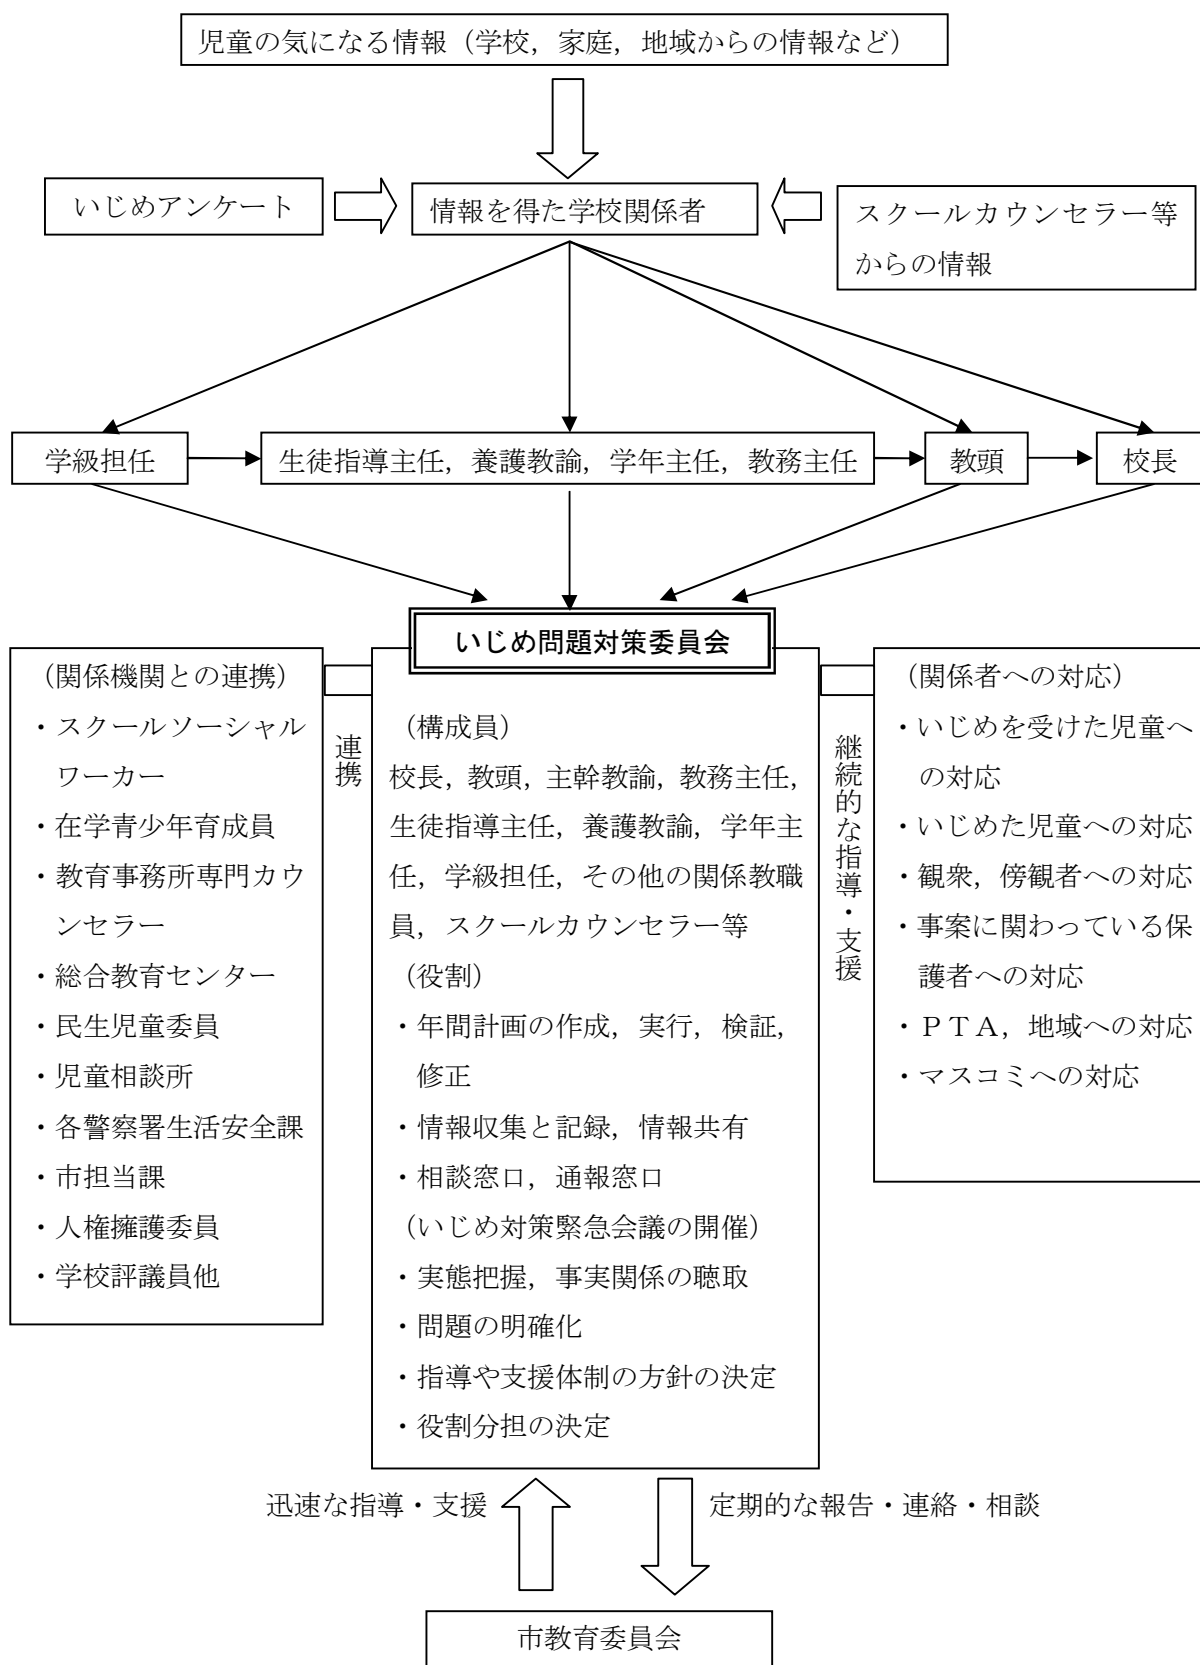 児童の気になる情報（学校，家庭，地域からの情報など）
いじめアンケート
情報を得た学校関係者
スクールカウンセラー等
からの情報
学級担任
生徒指導主任，養護教諭，学年主任，教務主任
教頭
校長
いじめ問題対策委員会
（関係機関との連携）
・スクールソーシャル
ワーカー
・在学青少年育成員
・教育事務所専門カウ
ンセラー
・総合教育センター
・民生児童委員
・児童相談所
・各警察署生活安全課
・市担当課
・人権擁護委員
・学校評議員他
連携
（構成員）
校長，教頭，主幹教諭，教務主任，
生徒指導主任，養護教諭，学年主
任，学級担任，その他の関係教職
員，スクールカウンセラー等
（役割）
・年間計画の作成，実行，検証，
修正
・情報収集と記録，情報共有
・相談窓口，通報窓口
（いじめ対策緊急会議の開催）
・実態把握，事実関係の聴取
・問題の明確化
・指導や支援体制の方針の決定
・役割分担の決定
継続的な指導・支援
（関係者への対応）
・いじめを受けた児童へ
の対応
・いじめた児童への対応
・観衆，傍観者への対応
・事案に関わっている保
護者への対応
・ＰＴＡ，地域への対応
・マスコミへの対応
迅速な指導・支援
定期的な報告・連絡・相談
市教育委員会